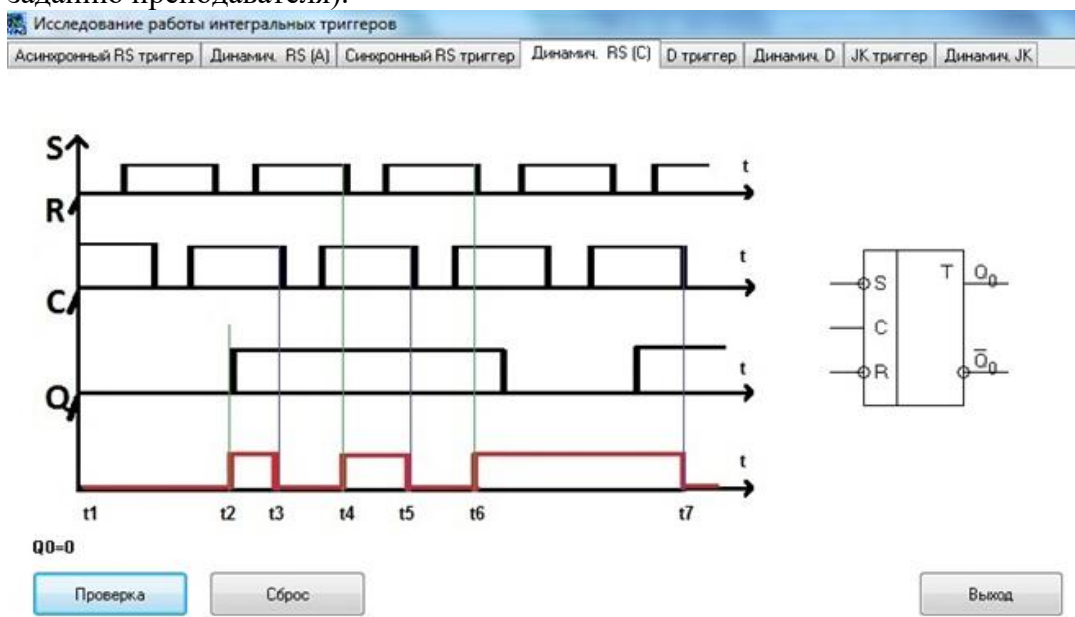 заданию преподавателя).
Исследование работы интегральных триггеров
Асинхронный RS триггер Динамич. RS (A) Синхронный RS триггер Динамич. RS (C) D триггер Динамич. D JK триггер Динамич. JK
S
t
R
t
C
t
Q
t
t1 t2 t3 t4 t5 t6 t7
S T Q0
C
R Q̅0
Q0=0
Проверка Сброс Выход